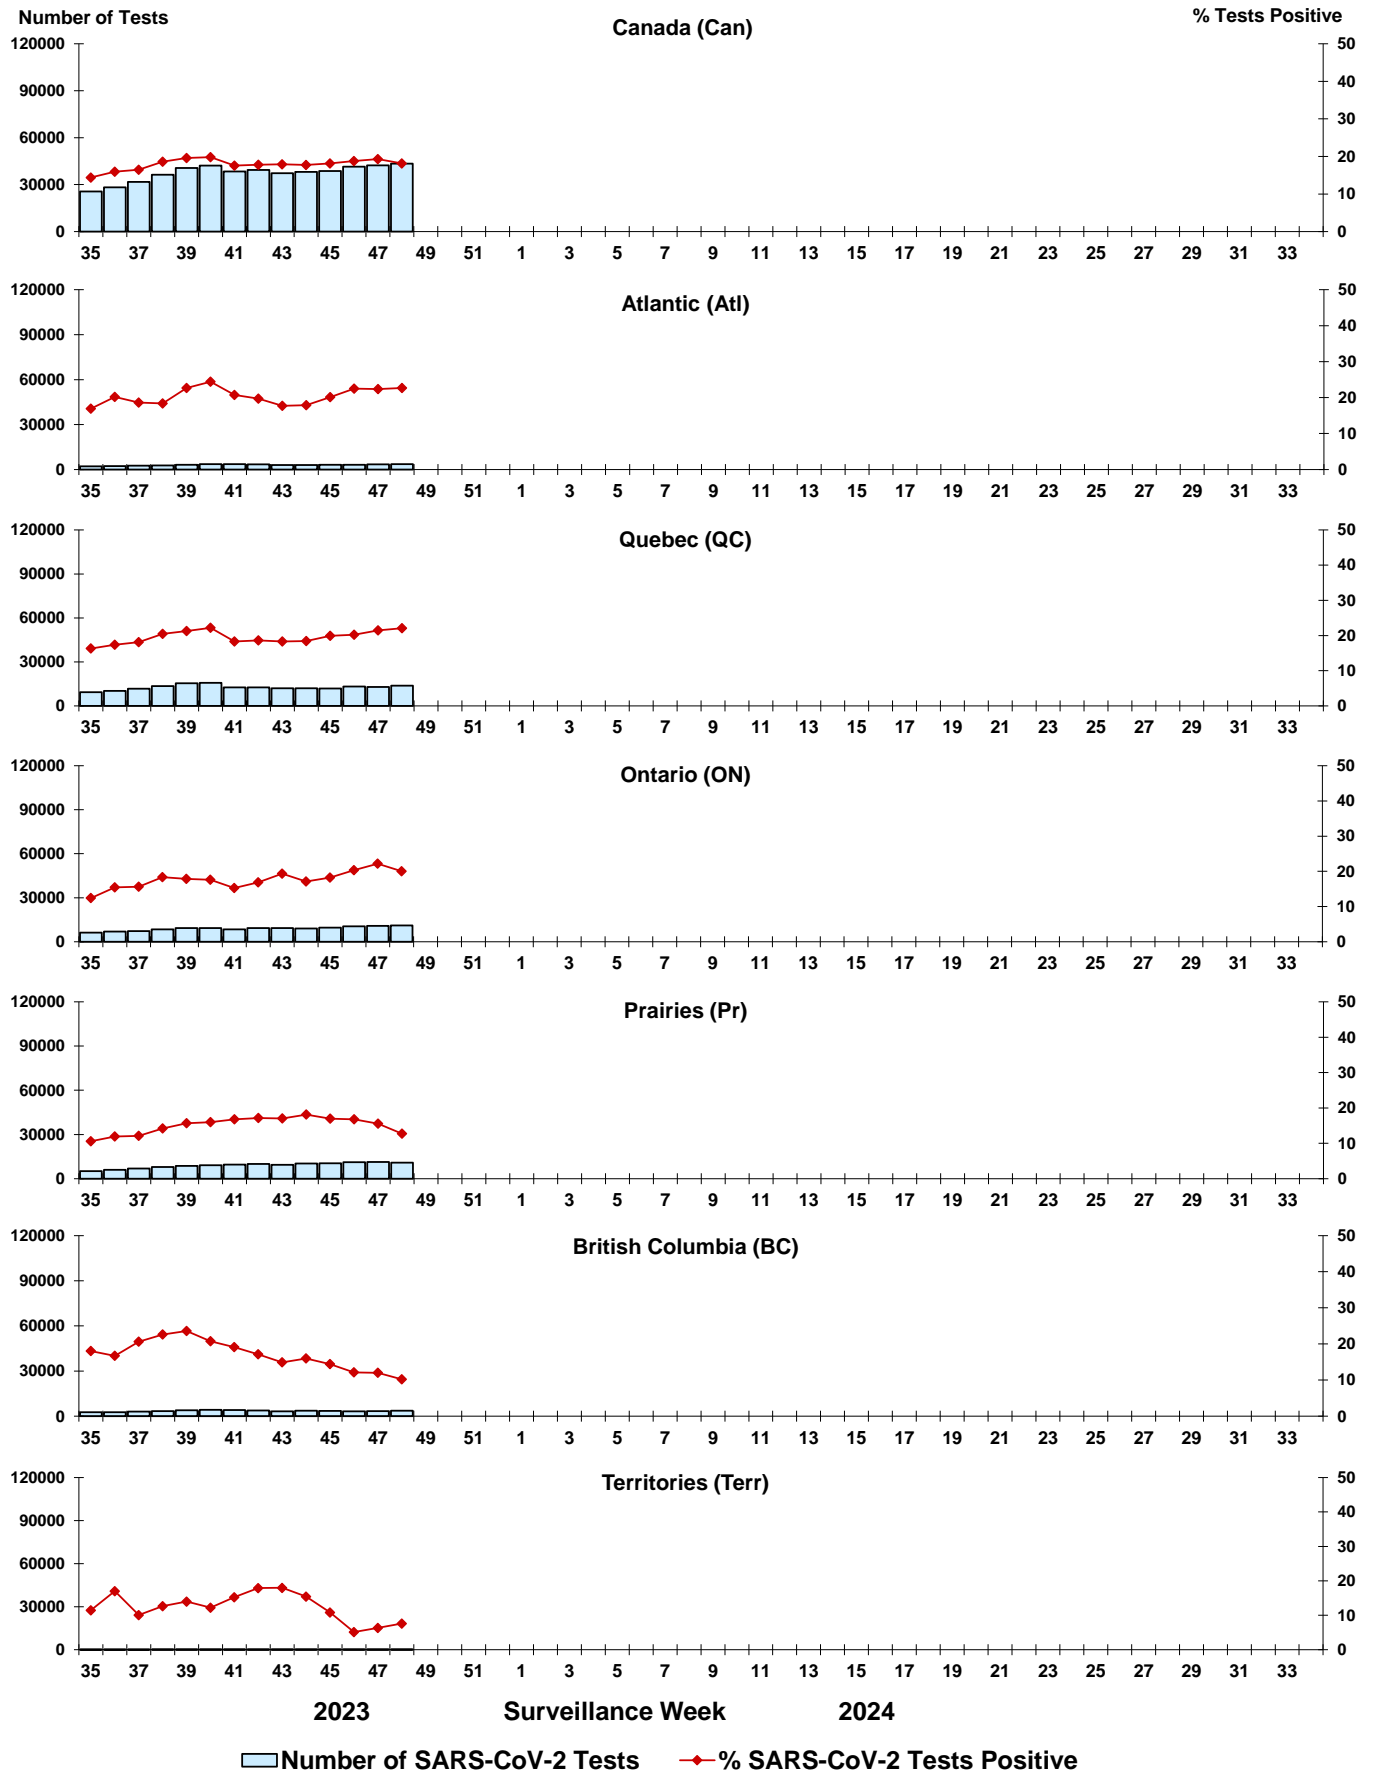 Number of Tests
% Tests Positive
Canada (Can)
120000 50
90000 40
30
60000 20
30000 10
0 0
35 37 39 41 43 45 47 49 51 1 3 5 7 9 11 13 15 17 19 21 23 25 27 29 31 33
Atlantic (Atl)
120000 50
90000 40
30
60000 20
30000 10
0 0
35 37 39 41 43 45 47 49 51 1 3 5 7 9 11 13 15 17 19 21 23 25 27 29 31 33
Quebec (QC)
120000 50
90000 40
30
60000 20
30000 10
0 0
35 37 39 41 43 45 47 49 51 1 3 5 7 9 11 13 15 17 19 21 23 25 27 29 31 33
Ontario (ON)
120000 50
90000 40
30
60000 20
30000 10
0 0
35 37 39 41 43 45 47 49 51 1 3 5 7 9 11 13 15 17 19 21 23 25 27 29 31 33
Prairies (Pr)
120000 50
90000 40
30
60000 20
30000 10
0 0
35 37 39 41 43 45 47 49 51 1 3 5 7 9 11 13 15 17 19 21 23 25 27 29 31 33
British Columbia (BC)
120000 50
90000 40
30
60000 20
30000 10
0 0
35 37 39 41 43 45 47 49 51 1 3 5 7 9 11 13 15 17 19 21 23 25 27 29 31 33
Territories (Terr)
120000 50
90000 40
30
60000 20
30000 10
0 0
35 37 39 41 43 45 47 49 51 1 3 5 7 9 11 13 15 17 19 21 23 25 27 29 31 33
2023 Surveillance Week 2024
Number of SARS-CoV-2 Tests % SARS-CoV-2 Tests Positive